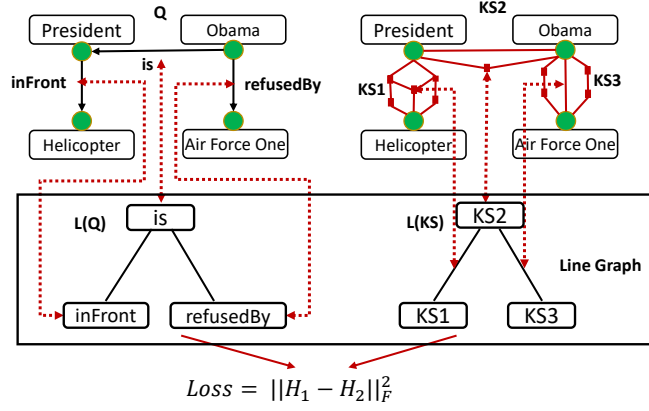 Q
KS2
President
Obama
President
Obama
is
inFront
refusedBy
KS1
KS3
Helicopter
Air Force One
Helicopter
Air Force One
L(Q)
is
L(KS)
KS2
Line Graph
inFront
refusedBy
KS1
KS3
Loss = ||H₁ − H₂||²_F